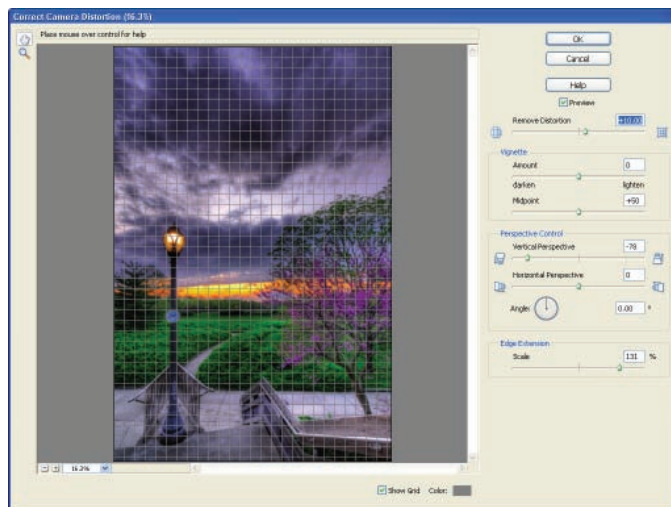 Correct Camera Distortion (16.3%)
Place mouse over control for help
OK
Cancel
Help
Preview
Remove Distortion +10.00
Vignette
Amount 0
darken lighten
Midpoint +50
Perspective Control
Vertical Perspective -78
Horizontal Perspective 0
Angle: 0.00 °
Edge Extension
Scale 131 %
16.3%
Show Grid Color: